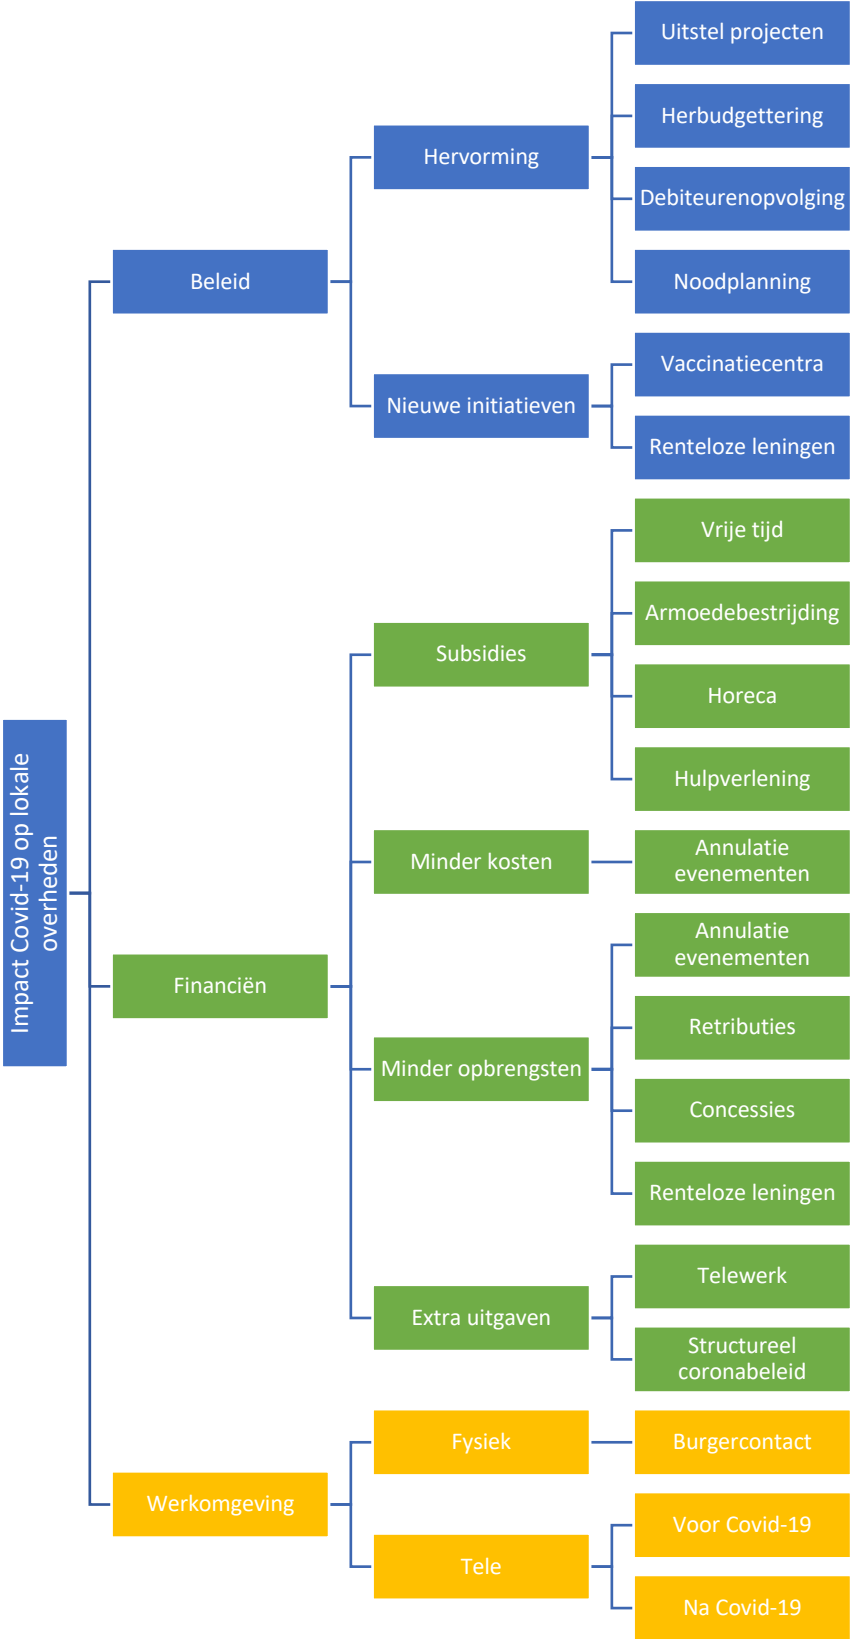 Impact Covid-19 op lokale
overheden
Beleid
Hervorming
Uitstel projecten
Herbudgettering
Debiteurenopvolging
Noodplanning
Nieuwe initiatieven
Vaccinatiecentra
Renteloze leningen
Financiën
Subsidies
Vrije tijd
Armoedebestrijding
Horeca
Hulpverlening
Minder kosten
Annulatie
evenementen
Minder opbrengsten
Annulatie
evenementen
Retributies
Concessies
Renteloze leningen
Extra uitgaven
Telewerk
Structureel
coronabeleid
Werkomgeving
Fysiek
Burgercontact
Tele
Voor Covid-19
Na Covid-19